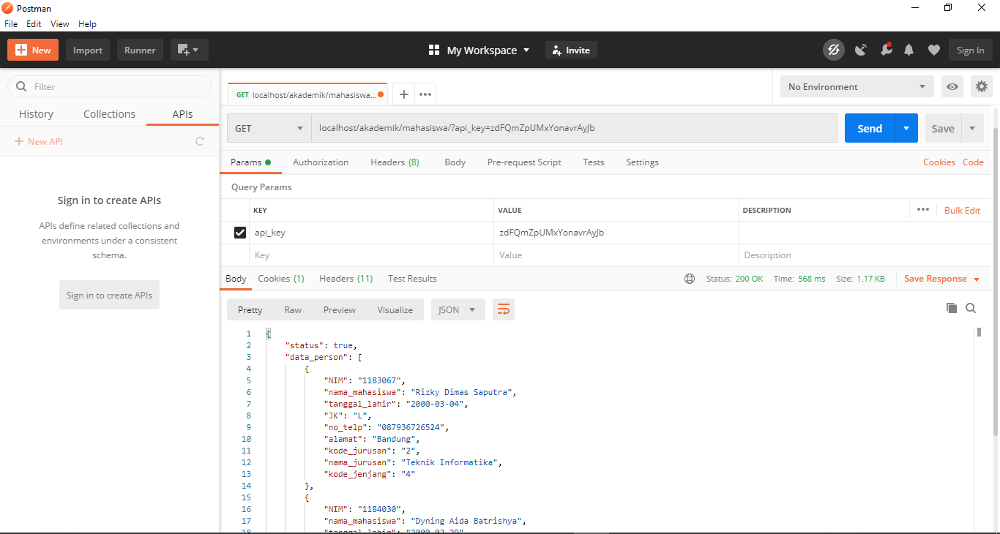 Postman
File Edit View Help
New Import Runner My Workspace Invite Sign In
Filter
History Collections APIs
+ New API
Sign in to create APIs
APIs define related collections and
environments under a consistent
schema.
Sign in to create APIs
GET localhost/akademik/mahasiswa... + ••• No Environment
GET localhost/akademik/mahasiswa/?api_key=zdFQmZpUMxYonavrAyJb Send Save
Params Authorization Headers (8) Body Pre-request Script Tests Settings Cookies Code
Query Params
KEY VALUE DESCRIPTION ••• Bulk Edit
api_key zdFQmZpUMxYonavrAyJb
Key Value Description
Body Cookies (1) Headers (11) Test Results Status: 200 OK Time: 568 ms Size: 1.17 KB Save Response
Pretty Raw Preview Visualize JSON
1 {
2 "status": true,
3 "data_person": [
4 {
5 "NIM": "1183067",
6 "nama_mahasiswa": "Rizky Dimas Saputra",
7 "tanggal_lahir": "2000-03-04",
8 "JK": "L",
9 "no_telp": "087936726524",
10 "alamat": "Bandung",
11 "kode_jurusan": "2",
12 "nama_jurusan": "Teknik Informatika",
13 "kode_jenjang": "4"
14 },
15 {
16 "NIM": "1184030",
17 "nama_mahasiswa": "Dyning Aida Batrishya",
18 "tanggal_lahir": "2000-02-29"